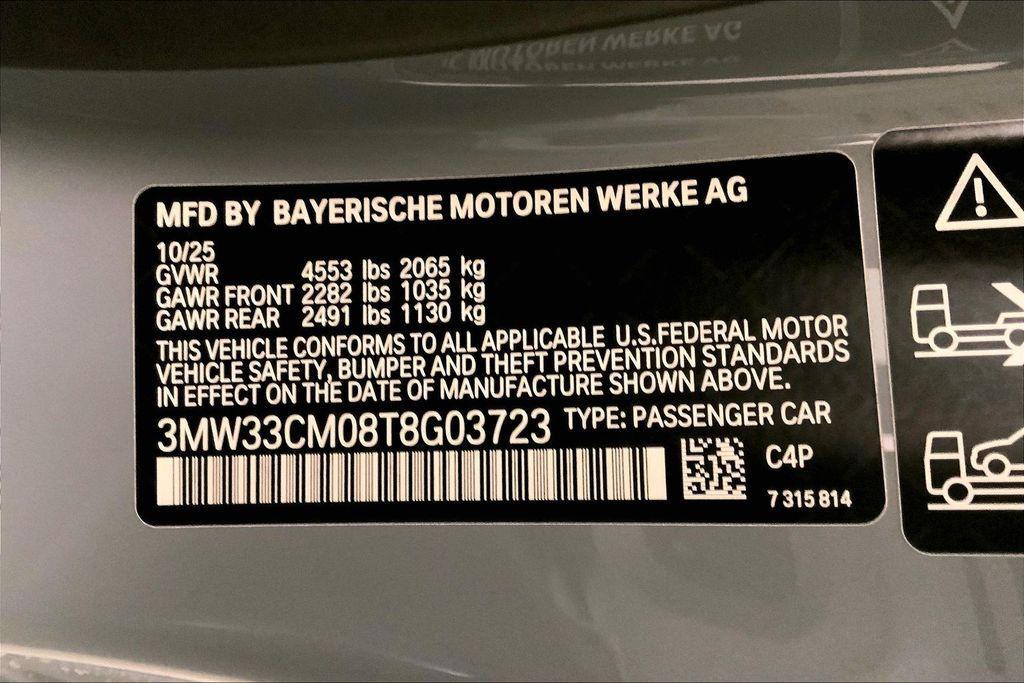 MFD BY BAYERISCHE MOTOREN WERKE AG
10/25
GVWR 4553 lbs 2065 kg
GAWR FRONT 2282 lbs 1035 kg
GAWR REAR 2491 lbs 1130 kg
THIS VEHICLE CONFORMS TO ALL APPLICABLE U.S.FEDERAL MOTOR
VEHICLE SAFETY, BUMPER AND THEFT PREVENTION STANDARDS
IN EFFECT ON THE DATE OF MANUFACTURE SHOWN ABOVE.
3MW33CM08T8G03723 TYPE: PASSENGER CAR
C4P
7 315 814